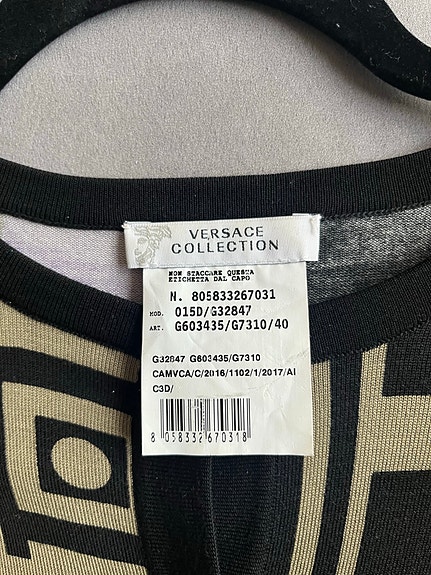 VERSACE
COLLECTION
NON STACCARE QUESTA
ETICHETTA DAL CAPO
N. 805833267031
MOD. 015D/G32847
ART. G603435/G7310/40
G32847 G603435/G7310
CAMVCA/C/2016/1102/1/2017/AI
C3D/
8 058332 670318